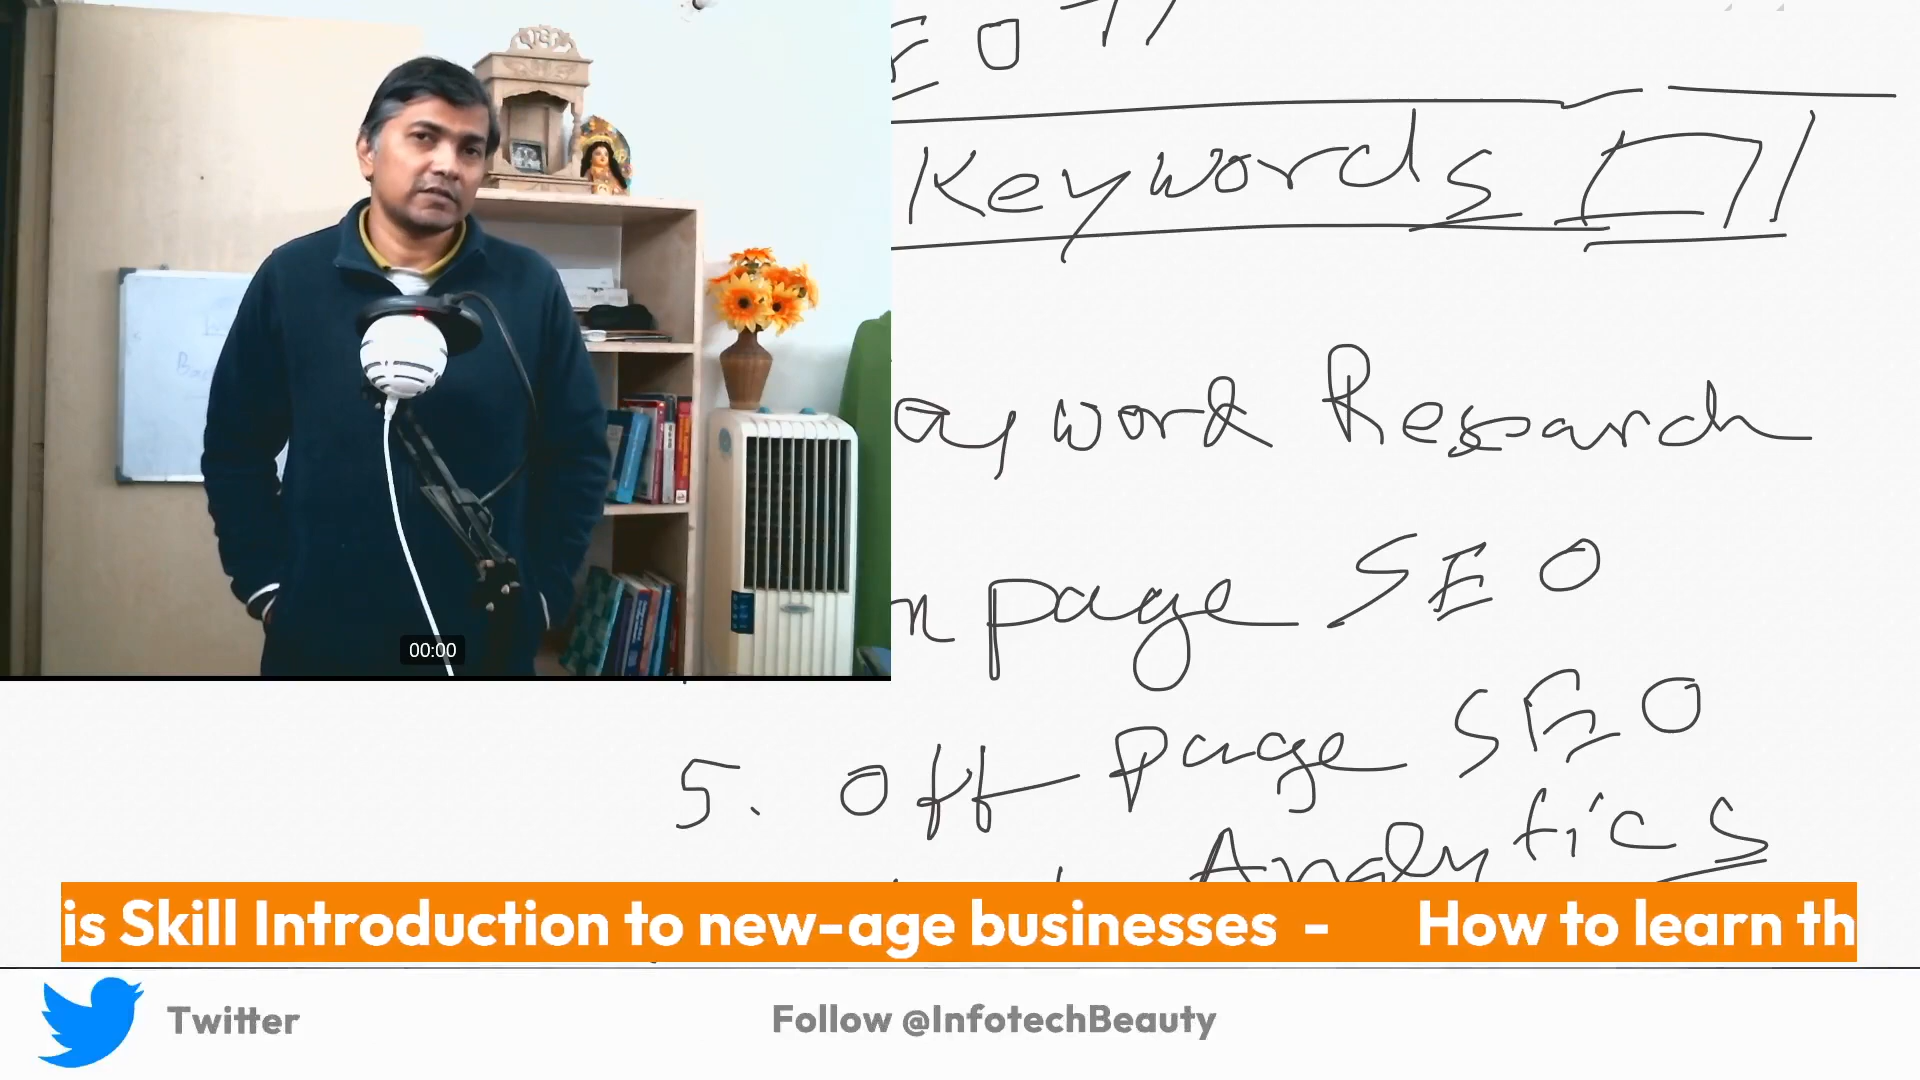 EO
Keywords
word Research
n page SEO
5. Off page SEO
Analytics
00:00
is Skill Introduction to new-age businesses - How to learn th
Twitter
Follow @InfotechBeauty